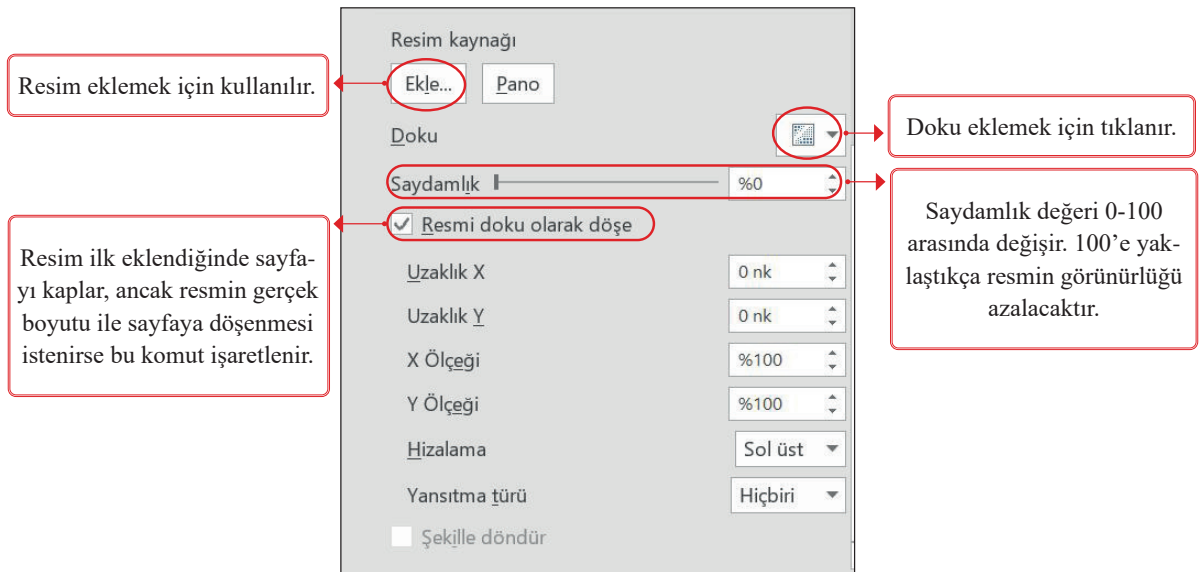 Resim kaynağı
Ekle...
Pano
Resim eklemek için kullanılır.
Doku
Doku eklemek için tıklanır.
Saydamlık
%0
Saydamlık değeri 0-100
arasında değişir. 100’e yak-
laştıkça resmin görünürlüğü
azalacaktır.
Resmi doku olarak döşe
Resim ilk eklendiğinde sayfa-
yı kaplar, ancak resmin gerçek
boyutu ile sayfaya döşenmesi
istenirse bu komut işaretlenir.
Uzaklık X
0 nk
Uzaklık Y
0 nk
X Ölçeği
%100
Y Ölçeği
%100
Hizalama
Sol üst
Yansıtma türü
Hiçbiri
Şekille döndür